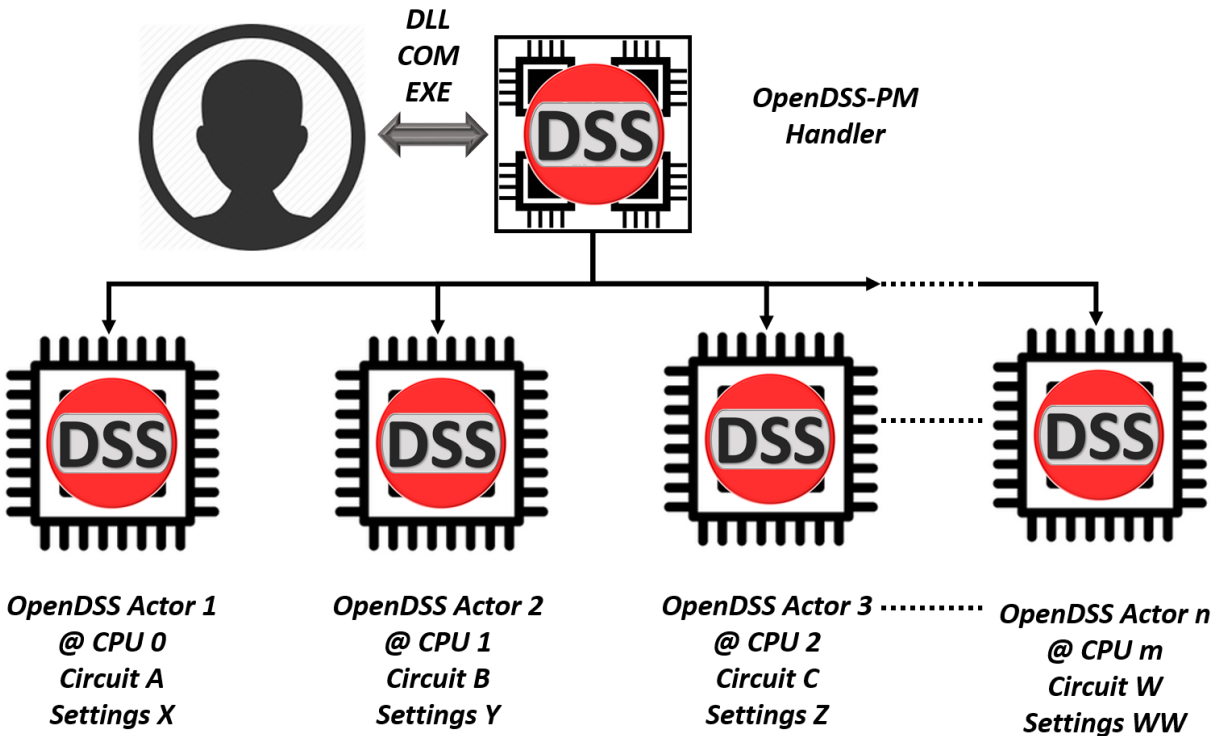 DLL
COM
EXE
DSS
OpenDSS-PM
Handler
DSS
DSS
DSS
DSS
OpenDSS Actor 1
@ CPU 0
Circuit A
Settings X
OpenDSS Actor 2
@ CPU 1
Circuit B
Settings Y
OpenDSS Actor 3
@ CPU 2
Circuit C
Settings Z
OpenDSS Actor n
@ CPU m
Circuit W
Settings WW